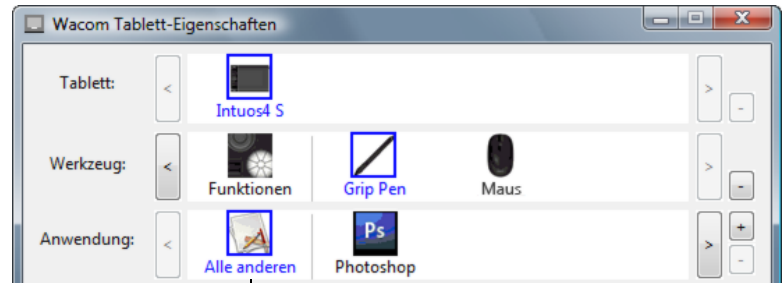 Wacom Tablett-Eigenschaften
Tablett:
<
>
-
Intuos4 S
Werkzeug:
<
>
-
Funktionen Grip Pen Maus
Anwendung:
<
Ps
>
+
-
Alle anderen Photoshop